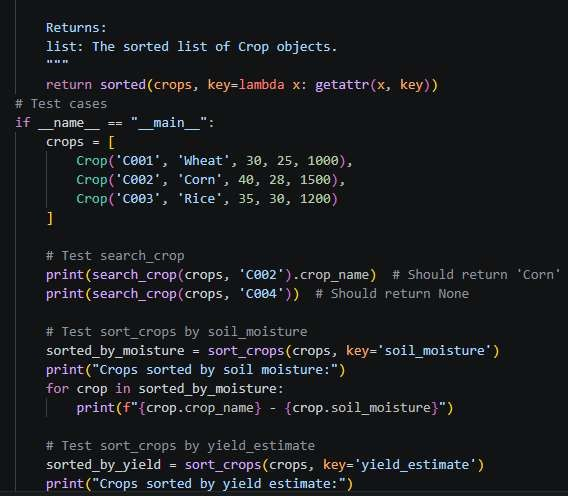 Returns:
list: The sorted list of Crop objects.
"""
return sorted(crops, key=lambda x: getattr(x, key))
# Test cases
if __name__ == "__main__":
crops = [
Crop('C001', 'Wheat', 30, 25, 1000),
Crop('C002', 'Corn', 40, 28, 1500),
Crop('C003', 'Rice', 35, 30, 1200)
]
# Test search_crop
print(search_crop(crops, 'C002').crop_name)  # Should return 'Corn'
print(search_crop(crops, 'C004'))  # Should return None
# Test sort_crops by soil_moisture
sorted_by_moisture = sort_crops(crops, key='soil_moisture')
print("Crops sorted by soil moisture:")
for crop in sorted_by_moisture:
print(f"{crop.crop_name} - {crop.soil_moisture}")
# Test sort_crops by yield_estimate
sorted_by_yield = sort_crops(crops, key='yield_estimate')
print("Crops sorted by yield estimate:")